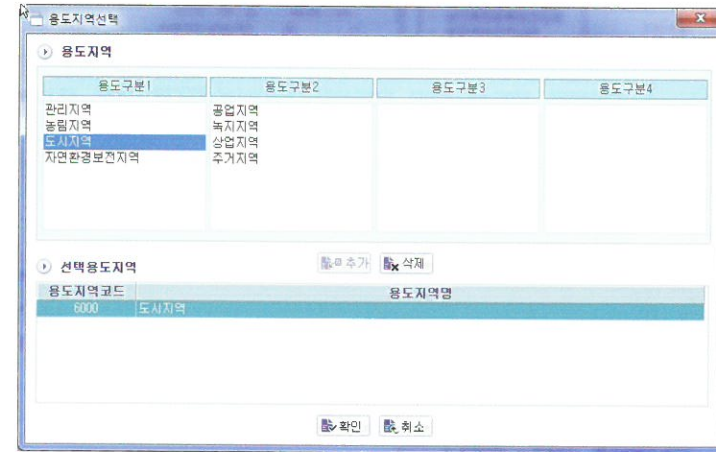 용도지역선택
용도지역
용도구분1 용도구분2 용도구분3 용도구분4
관리지역 공업지역
농림지역 녹지지역
도시지역 상업지역
자연환경보전지역 주거지역
선택용도지역 추가 삭제
용도지역코드 용도지역명
6000 도시지역
확인 취소